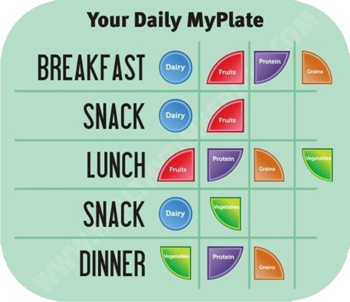 Your Daily MyPlate
BREAKFAST Dairy Fruits Protein Grains
SNACK Dairy Fruits
LUNCH Fruits Protein Grains Vegetables
SNACK Dairy Vegetables
DINNER Vegetables Protein Grains